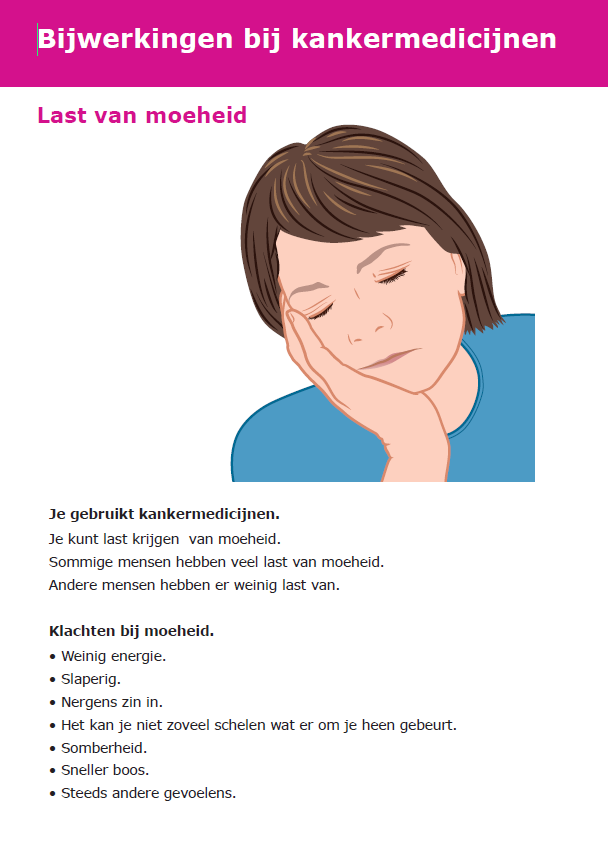 Bijwerkingen bij kankermedicijnen
Last van moeheid
Je gebruikt kankermedicijnen.
Je kunt last krijgen  van moeheid.
Sommige mensen hebben veel last van moeheid.
Andere mensen hebben er weinig last van.
Klachten bij moeheid.
• Weinig energie.
• Slaperig.
• Nergens zin in.
• Het kan je niet zoveel schelen wat er om je heen gebeurt.
• Somberheid.
• Sneller boos.
• Steeds andere gevoelens.